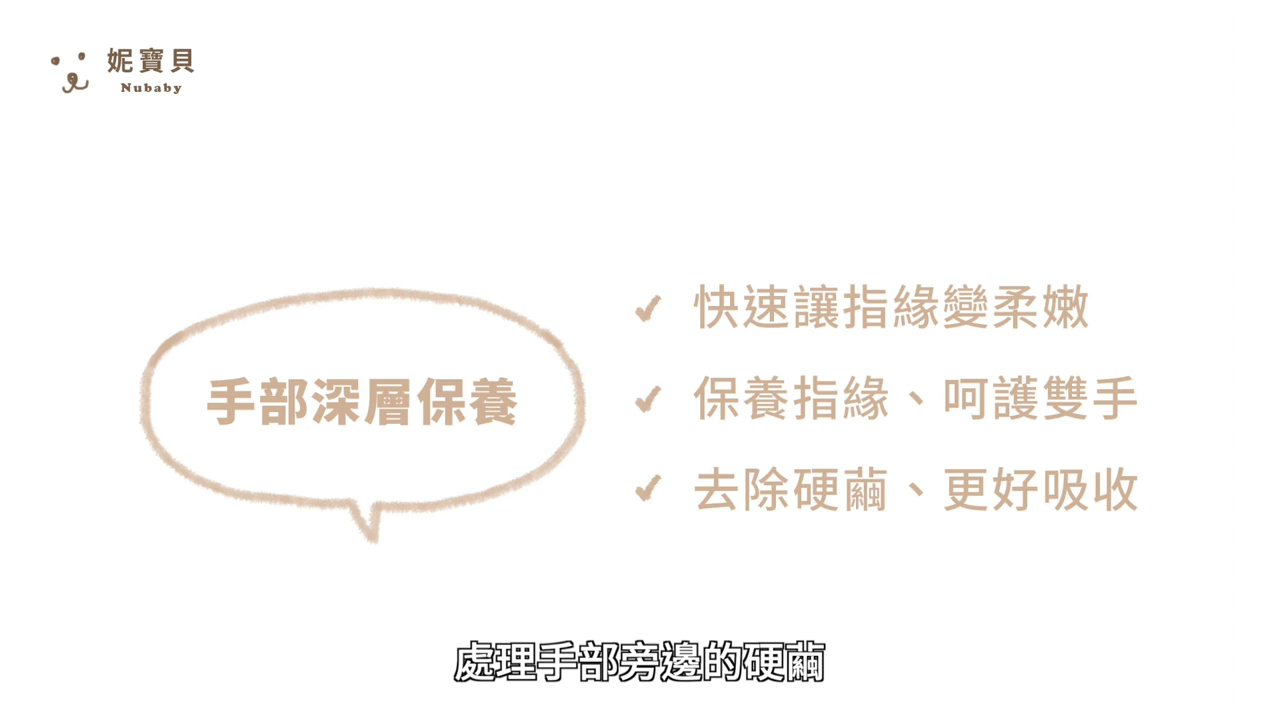 妮寶貝
Nubaby
手部深層保養
快速讓指緣變柔嫩
保養指緣、呵護雙手
去除硬繭、更好吸收
處理手部旁邊的硬繭